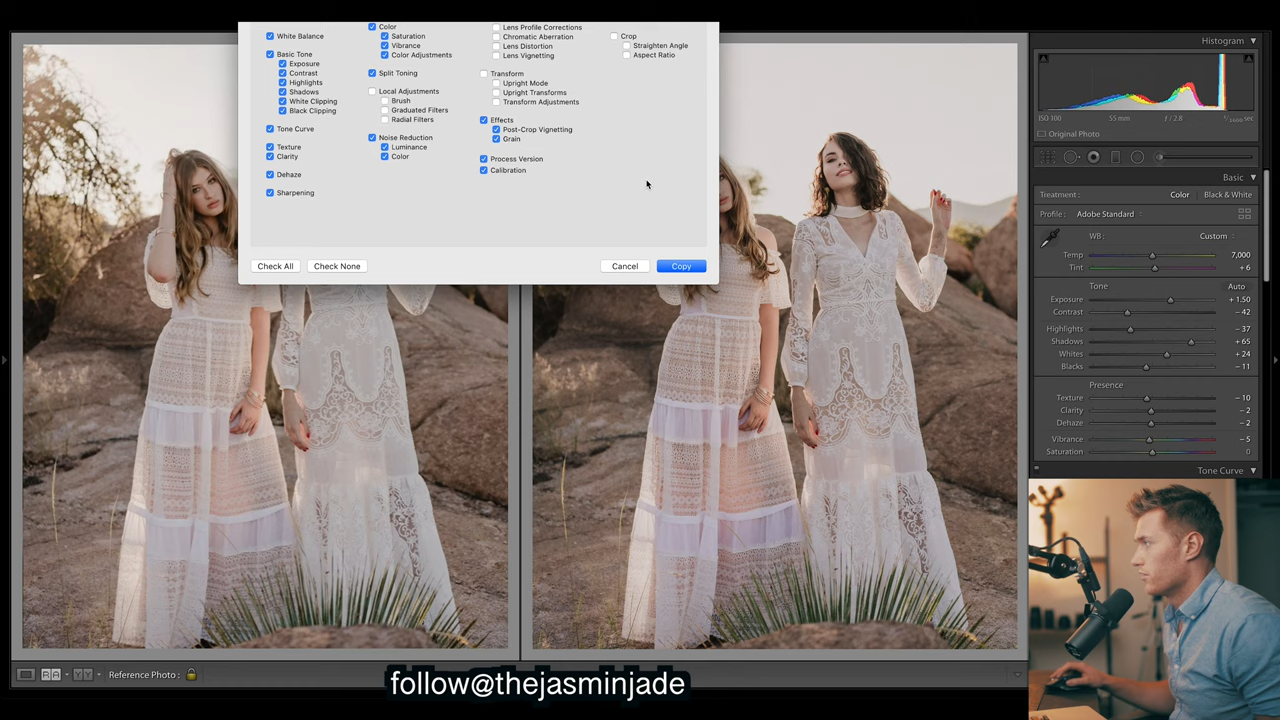 White Balance
Basic Tone
Exposure
Contrast
Highlights
Shadows
White Clipping
Black Clipping
Tone Curve
Texture
Clarity
Dehaze
Sharpening
Color
Saturation
Vibrance
Color Adjustments
Split Toning
Local Adjustments
Brush
Graduated Filters
Radial Filters
Noise Reduction
Luminance
Color
Lens Profile Corrections
Chromatic Aberration
Lens Distortion
Lens Vignetting
Transform
Upright Mode
Upright Transforms
Transform Adjustments
Effects
Post-Crop Vignetting
Grain
Process Version
Calibration
Crop
Straighten Angle
Aspect Ratio
Check All Check None Cancel Copy
Histogram
ISO 100 55 mm ƒ / 2.8
Original Photo
Basic
Treatment: Color Black & White
Profile: Adobe Standard
WB: Custom
Temp 7,000
Tint + 6
Tone Auto
Exposure + 1.50
Contrast – 42
Highlights – 37
Shadows + 65
Whites + 24
Blacks – 11
Presence
Texture – 10
Clarity – 2
Dehaze – 2
Vibrance – 5
Saturation 0
Tone Curve
RA YY Reference Photo :
follow@thejasminjade